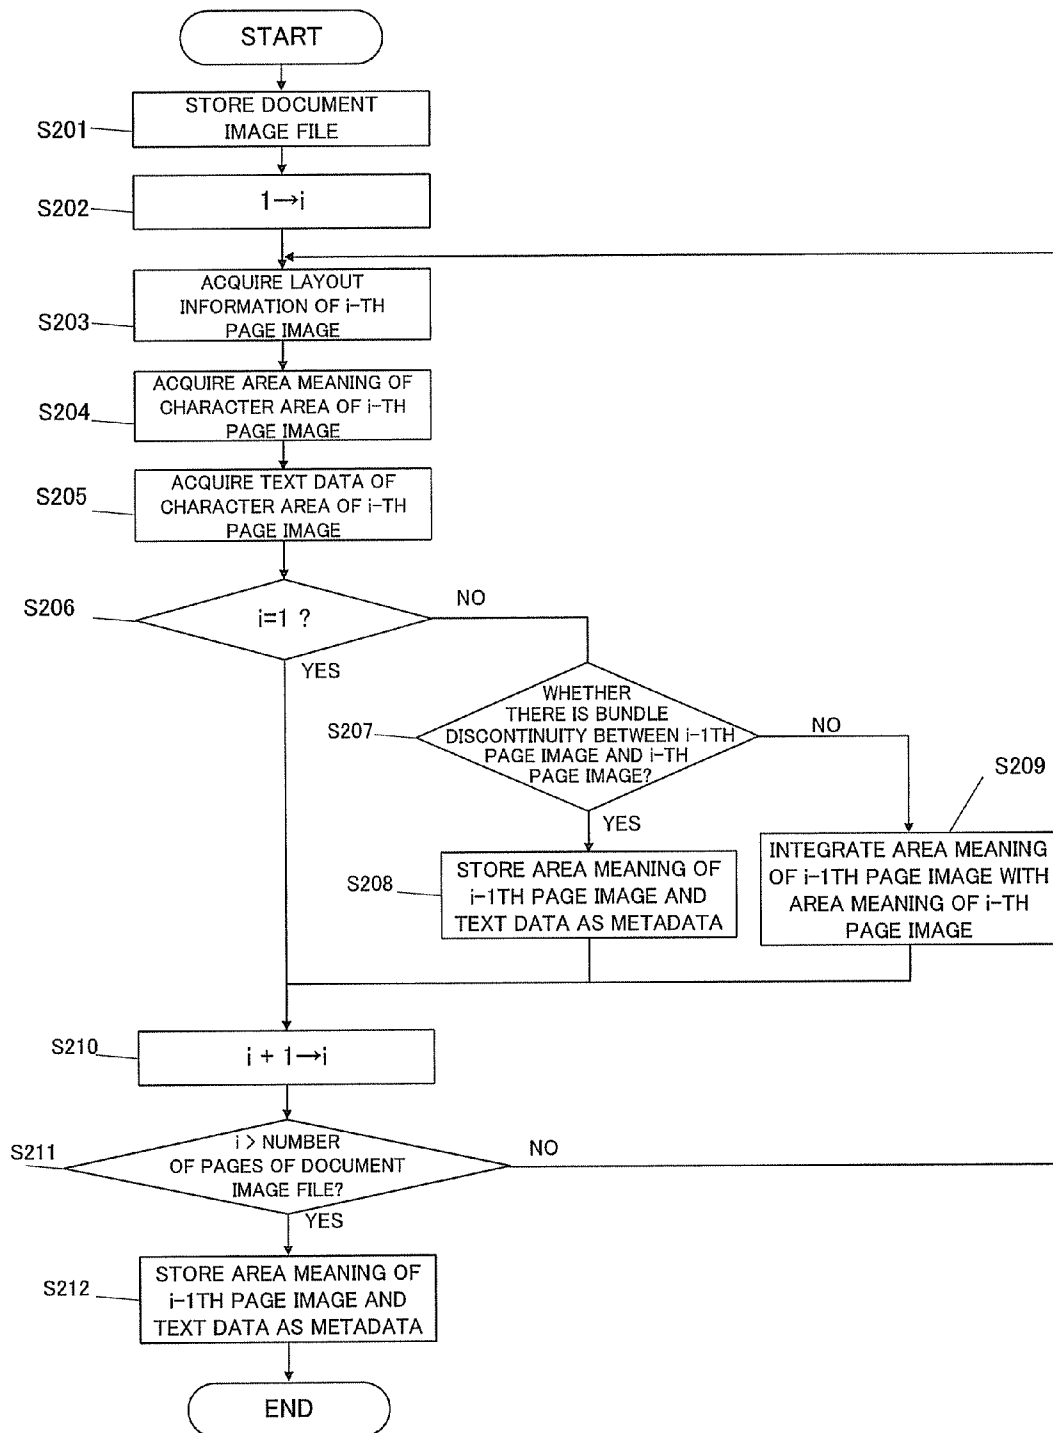 START
S201
STORE DOCUMENT
IMAGE FILE
S202
1→i
S203
ACQUIRE LAYOUT
INFORMATION OF i-TH
PAGE IMAGE
S204
ACQUIRE AREA MEANING OF
CHARACTER AREA OF i-TH
PAGE IMAGE
S205
ACQUIRE TEXT DATA OF
CHARACTER AREA OF i-TH
PAGE IMAGE
S206
i=1 ?
NO
YES
S207
WHETHER
THERE IS BUNDLE
DISCONTINUITY BETWEEN i-1TH
PAGE IMAGE AND i-TH
PAGE IMAGE?
NO
YES
S208
STORE AREA MEANING OF
i-1TH PAGE IMAGE AND
TEXT DATA AS METADATA
S209
INTEGRATE AREA MEANING
OF i-1TH PAGE IMAGE WITH
AREA MEANING OF i-TH
PAGE IMAGE
S210
i + 1→i
S211
i > NUMBER
OF PAGES OF DOCUMENT
IMAGE FILE?
NO
YES
S212
STORE AREA MEANING OF
i-1TH PAGE IMAGE AND
TEXT DATA AS METADATA
END